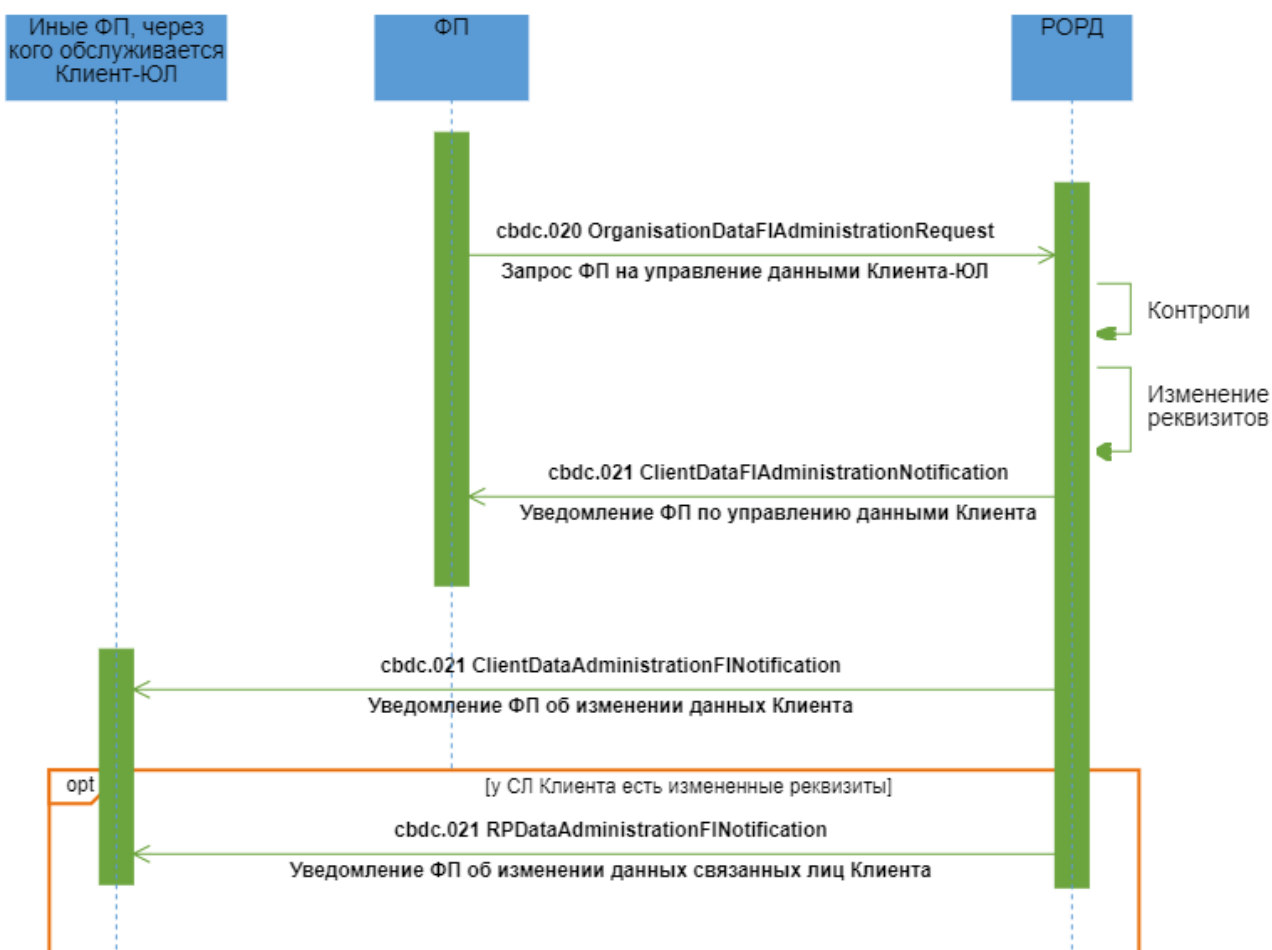 Иные ФП, через
кого обслуживается
Клиент-ЮЛ
ФП
РОРД
cbdc.020 OrganisationDataFIAdministrationRequest
Запрос ФП на управление данными Клиента-ЮЛ
Контроли
Изменение
реквизитов
cbdc.021 ClientDataFIAdministrationNotification
Уведомление ФП по управлению данными Клиента
cbdc.021 ClientDataAdministrationFINotification
Уведомление ФП об изменении данных Клиента
opt
[у СЛ Клиента есть измененные реквизиты]
cbdc.021 RPDataAdministrationFINotification
Уведомление ФП об изменении данных связанных лиц Клиента